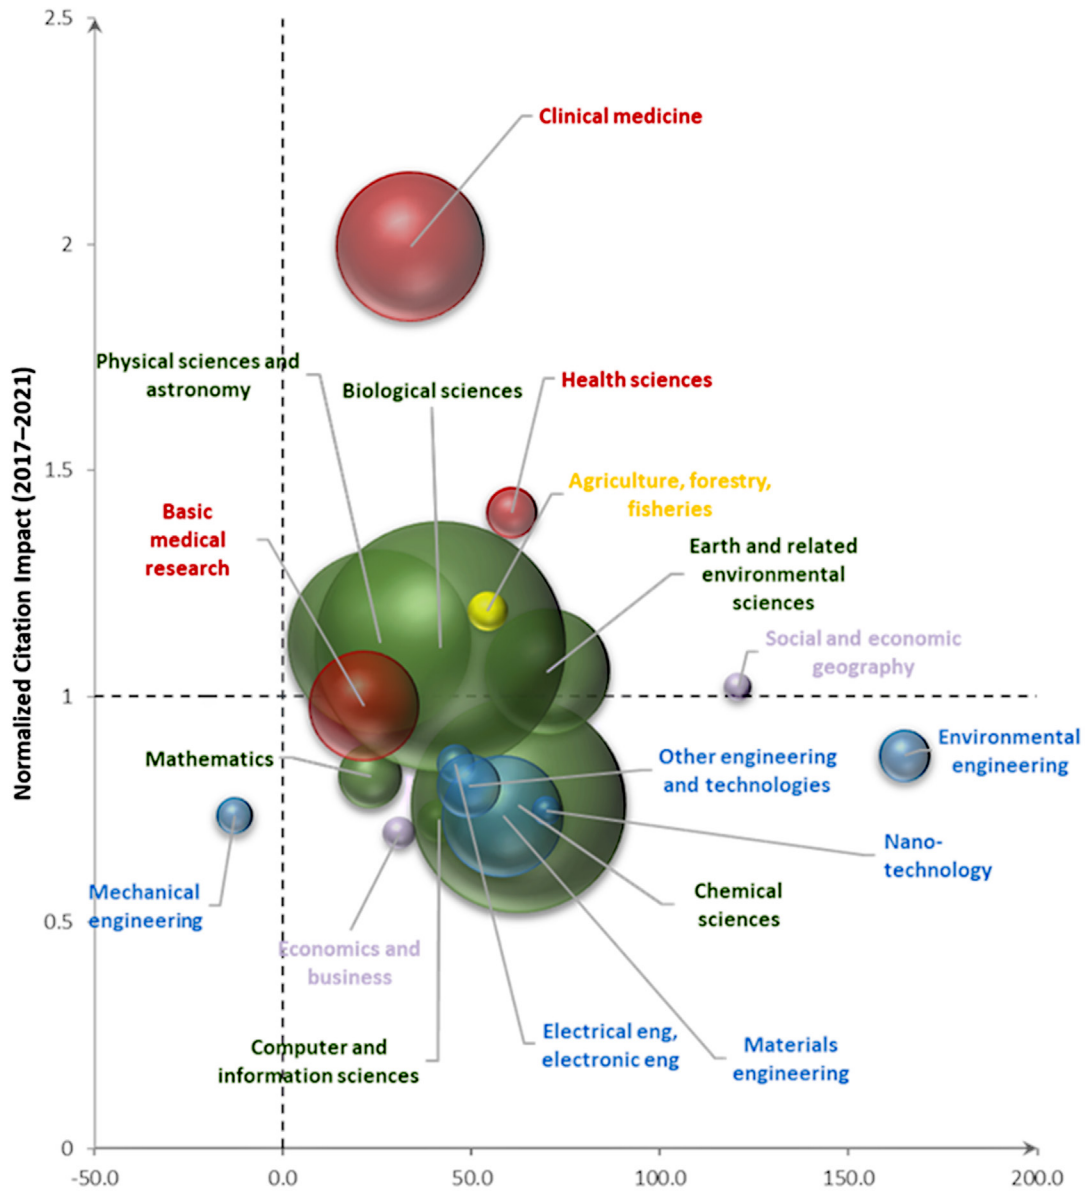 2.5
Clinical medicine
2
Physical sciences and
astronomy
Biological sciences
Health sciences
1.5
Agriculture, forestry,
fisheries
Basic
medical
research
Earth and related
environmental
sciences
Social and economic
geography
Normalized Citation Impact (2017–2021)
1
Mathematics
Other engineering
and technologies
Environmental
engineering
Nano-
technology
Mechanical
engineering
Chemical
sciences
0.5
Economics and
business
Electrical eng,
electronic eng
Materials
engineering
Computer and
information sciences
0
-50.0 0.0 50.0 100.0 150.0 200.0